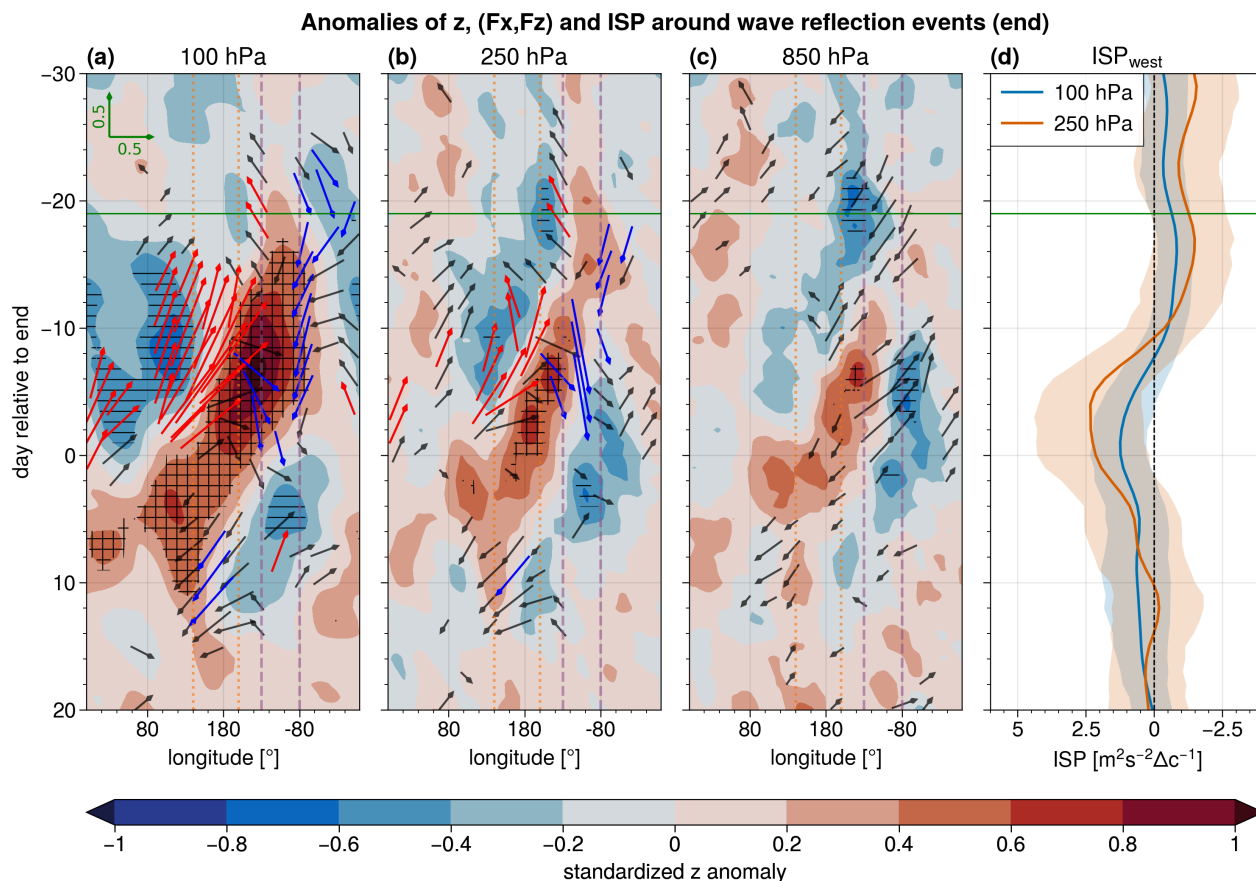 Anomalies of z, (Fx,Fz) and ISP around wave reflection events (end)
(a) 100 hPa
(b) 250 hPa
(c) 850 hPa
(d) ISP_west
day relative to end
−30
−20
−10
0
10
20
0.5
0.5
100 hPa
250 hPa
80 180 -80
80 180 -80
80 180 -80
5 2.5 0 −2.5
longitude [°]
longitude [°]
longitude [°]
ISP [m²s⁻²Δc⁻¹]
−1 −0.8 −0.6 −0.4 −0.2 0 0.2 0.4 0.6 0.8 1
standardized z anomaly